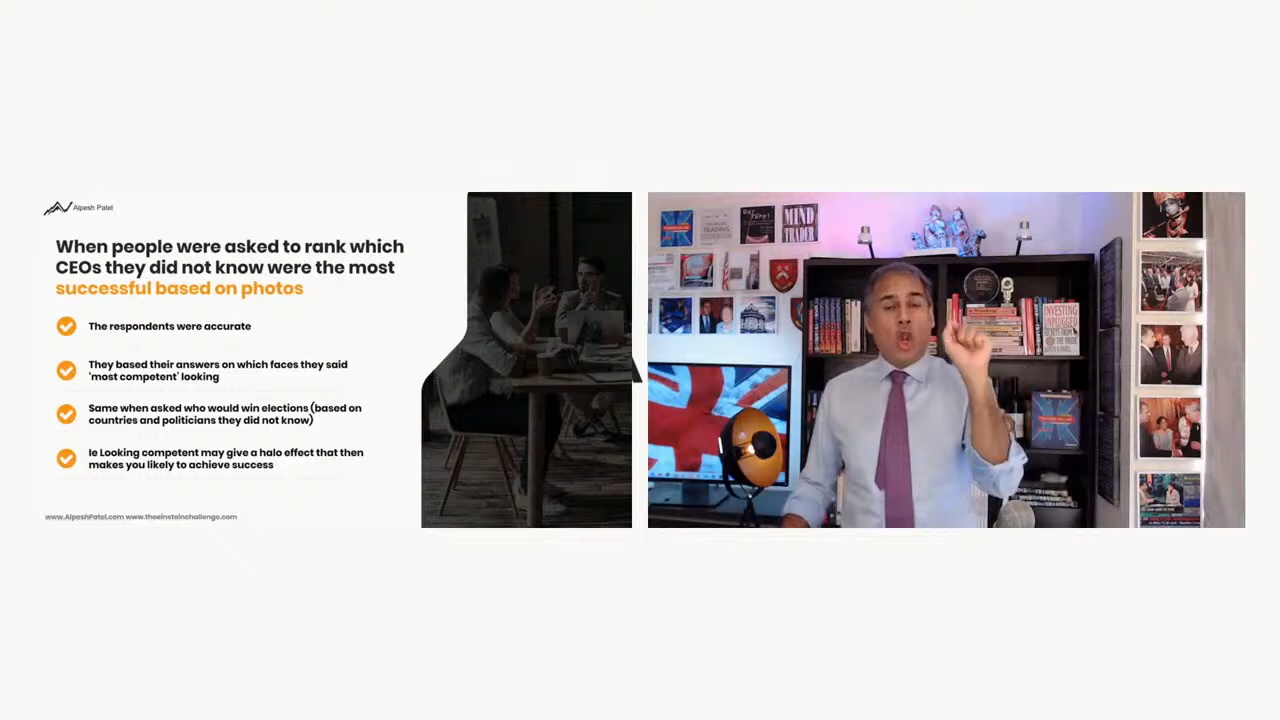 Alpesh Patel
When people were asked to rank which
CEOs they did not know were the most
successful based on photos
The respondents were accurate
They based their answers on which faces they said
'most competent' looking
Same when asked who would win elections (based on
countries and politicians they did not know)
Ie Looking competent may give a halo effect that then
makes you likely to achieve success
www.AlpeshPatel.com www.theeinsteinchallenge.com
MIND
TRADER
INVESTING
UNPLUGGED